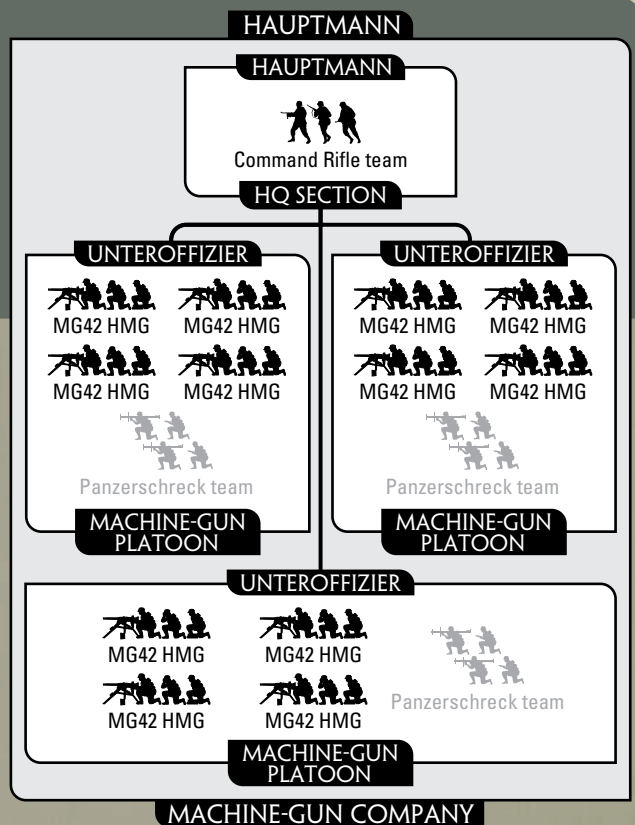 HAUPTMANN
HAUPTMANN
Command Rifle team
HQ SECTION
UNTEROFFIZIER
MG42 HMG MG42 HMG
MG42 HMG MG42 HMG
Panzerschreck team
MACHINE-GUN
PLATOON
UNTEROFFIZIER
MG42 HMG MG42 HMG
MG42 HMG MG42 HMG
Panzerschreck team
MACHINE-GUN
PLATOON
UNTEROFFIZIER
MG42 HMG MG42 HMG
MG42 HMG MG42 HMG
Panzerschreck team
MACHINE-GUN
PLATOON
MACHINE-GUN COMPANY